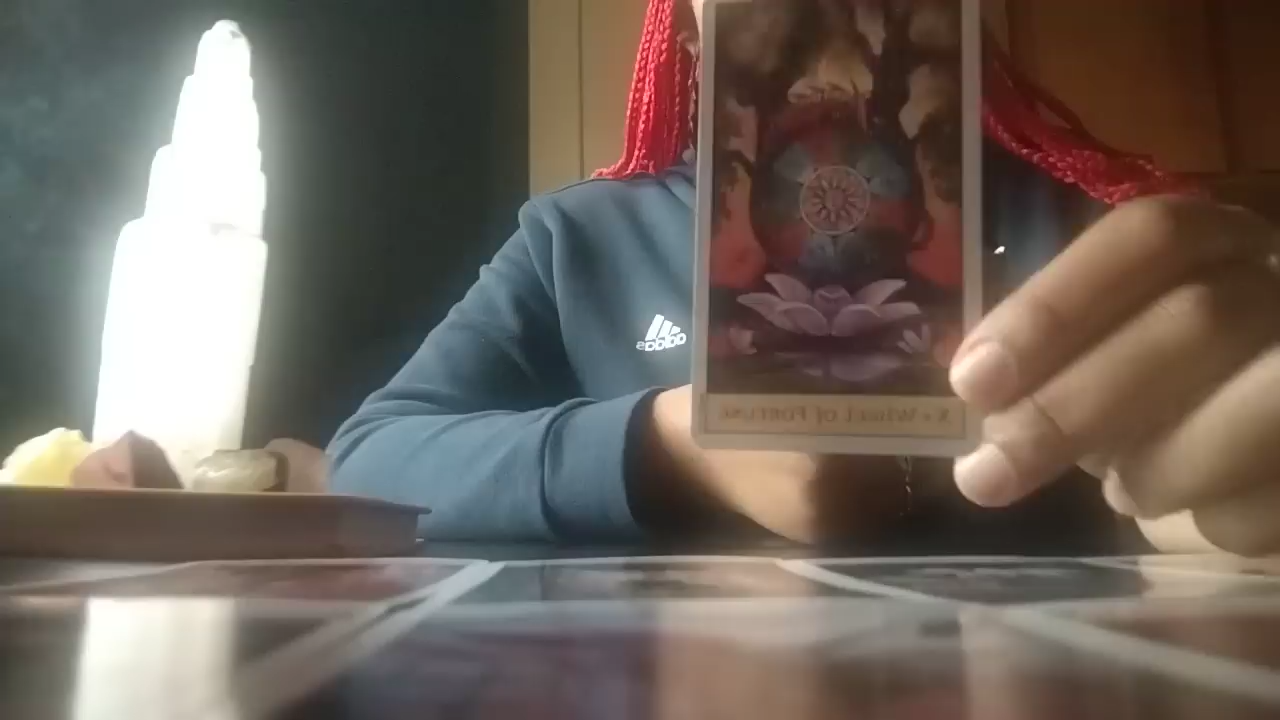 adidas
X • Wheel of Fortune